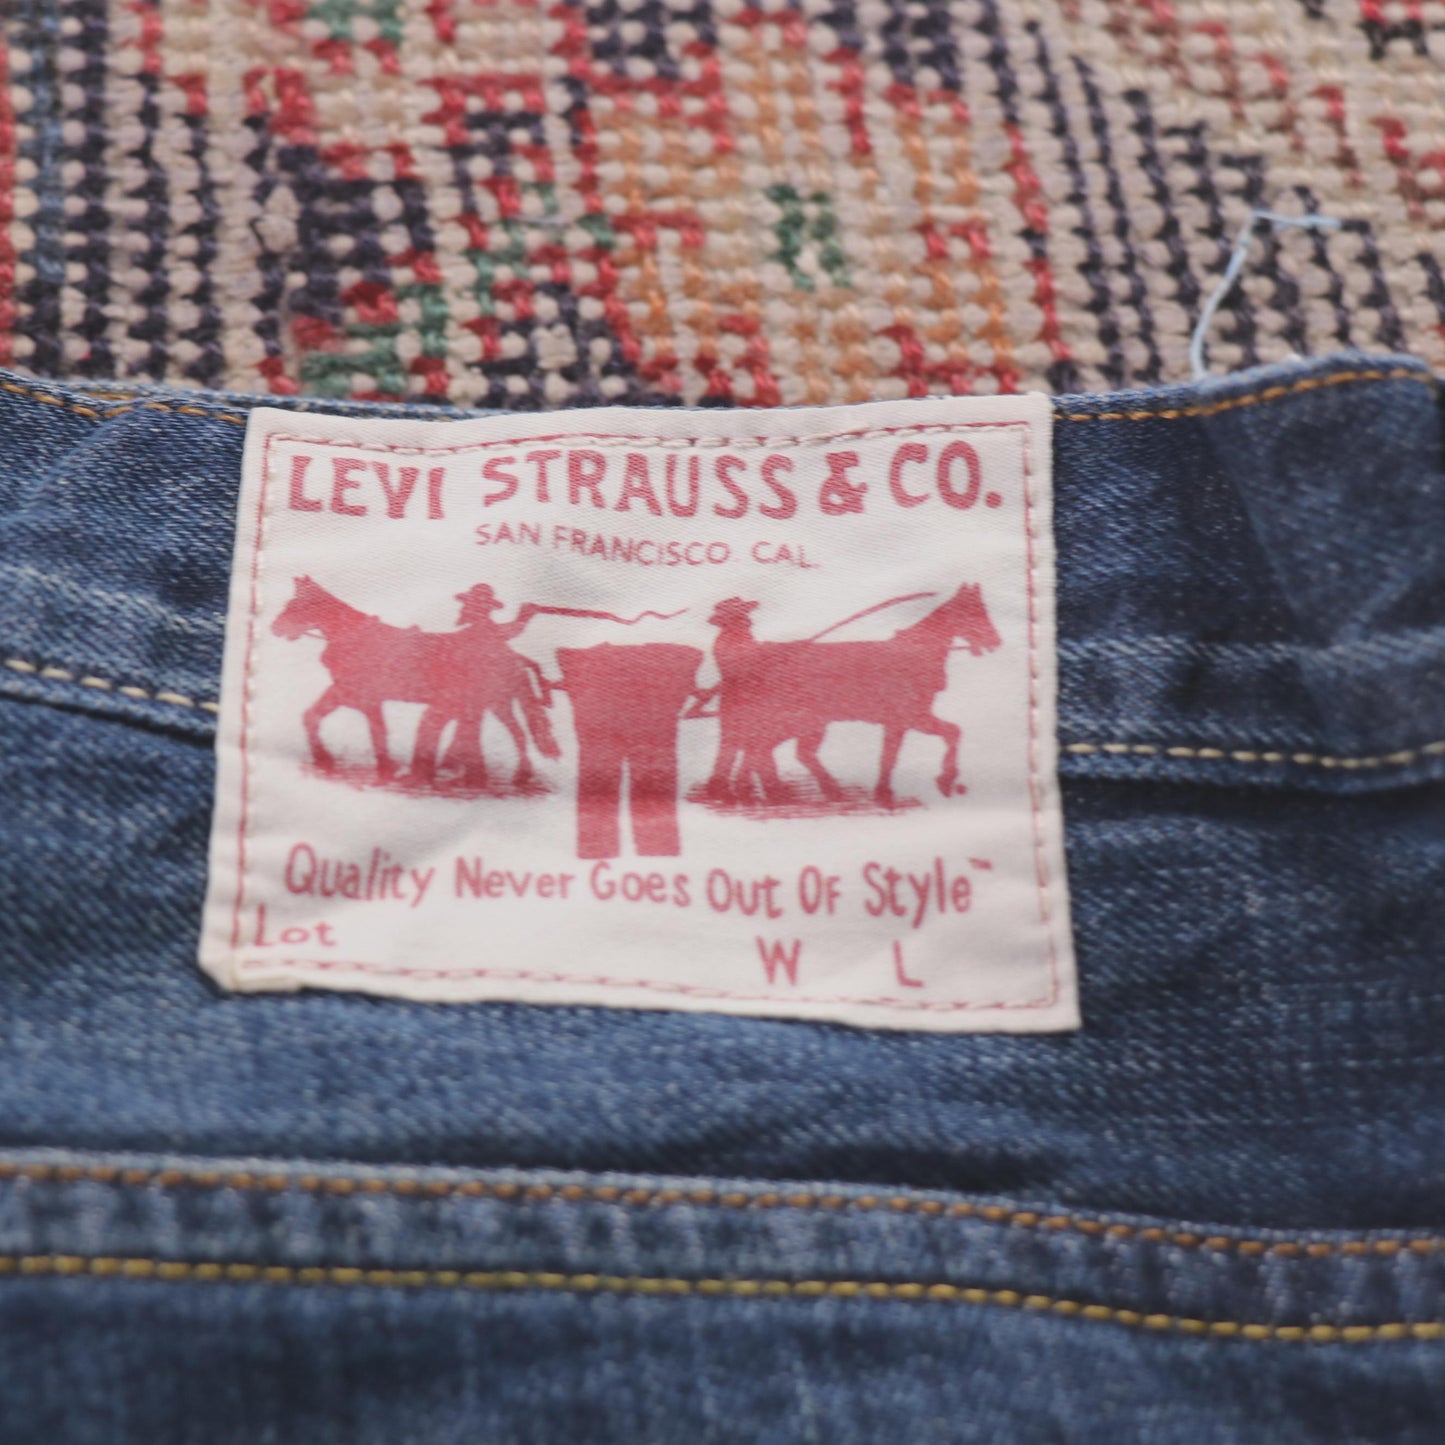 LEVI STRAUSS & CO.
SAN FRANCISCO. CAL.
Quality Never Goes Out Of Style™
Lot W L